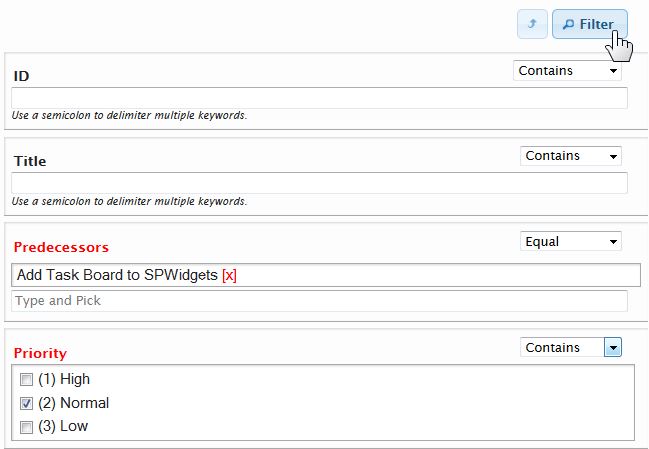 Filter
ID
Contains
Use a semicolon to delimiter multiple keywords.
Title
Contains
Use a semicolon to delimiter multiple keywords.
Predecessors
Equal
Add Task Board to SPWidgets [x]
Type and Pick
Priority
Contains
(1) High
(2) Normal
(3) Low